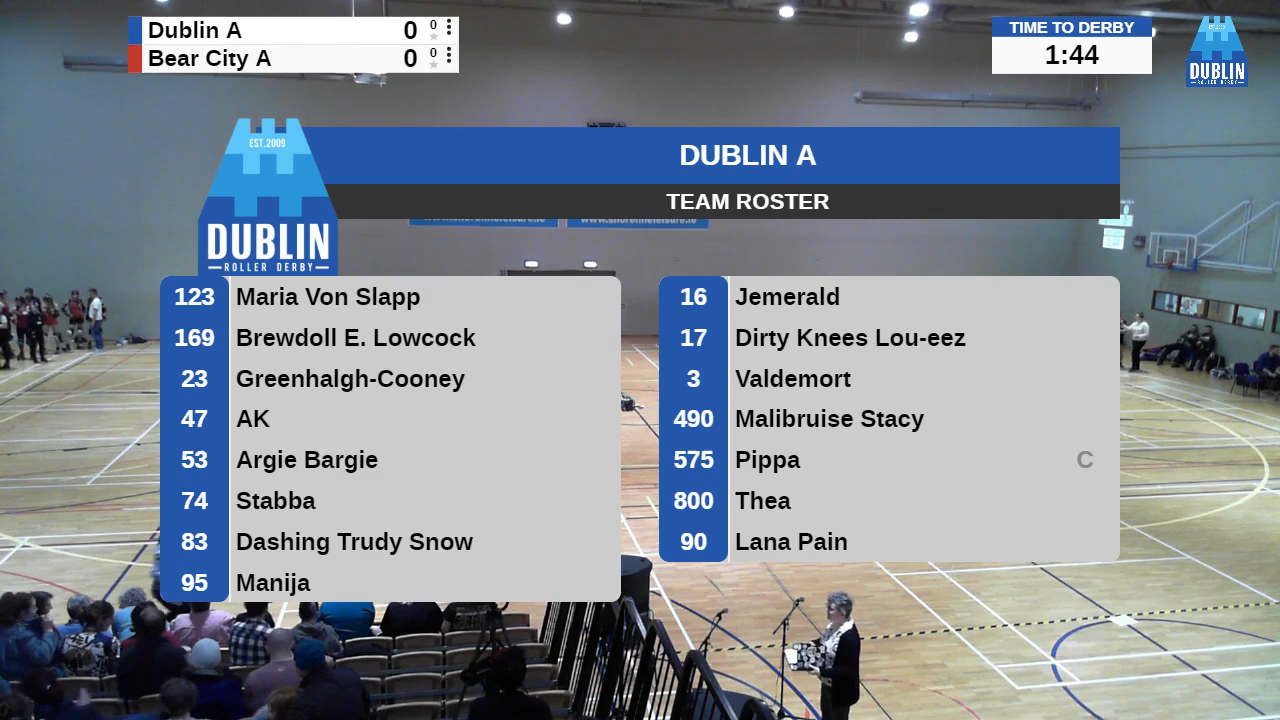 Dublin A 0 0
Bear City A 0 0
TIME TO DERBY
1:44
DUBLIN
ROLLER DERBY
EST.2009
DUBLIN
ROLLER DERBY
DUBLIN A
TEAM ROSTER
123 Maria Von Slapp
169 Brewdoll E. Lowcock
23 Greenhalgh-Cooney
47 AK
53 Argie Bargie
74 Stabba
83 Dashing Trudy Snow
95 Manija
16 Jemerald
17 Dirty Knees Lou-eez
3 Valdemort
490 Malibruise Stacy
575 Pippa C
800 Thea
90 Lana Pain